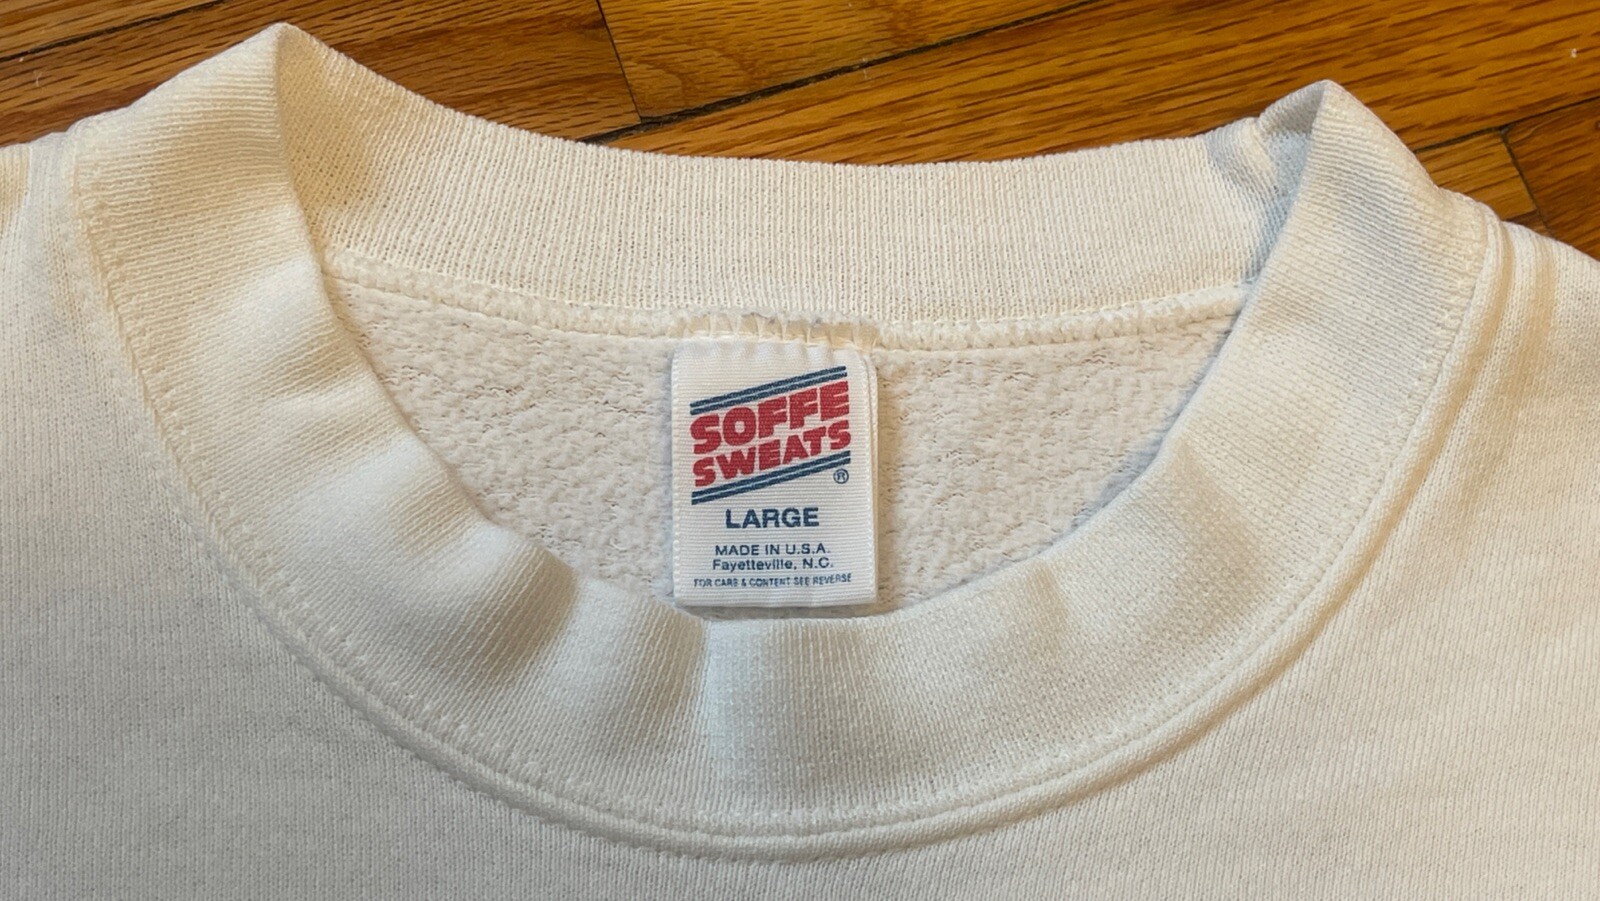 SOFFE
SWEATS
®
LARGE
MADE IN U.S.A.
Fayetteville, N.C.
FOR CARE & CONTENT SEE REVERSE